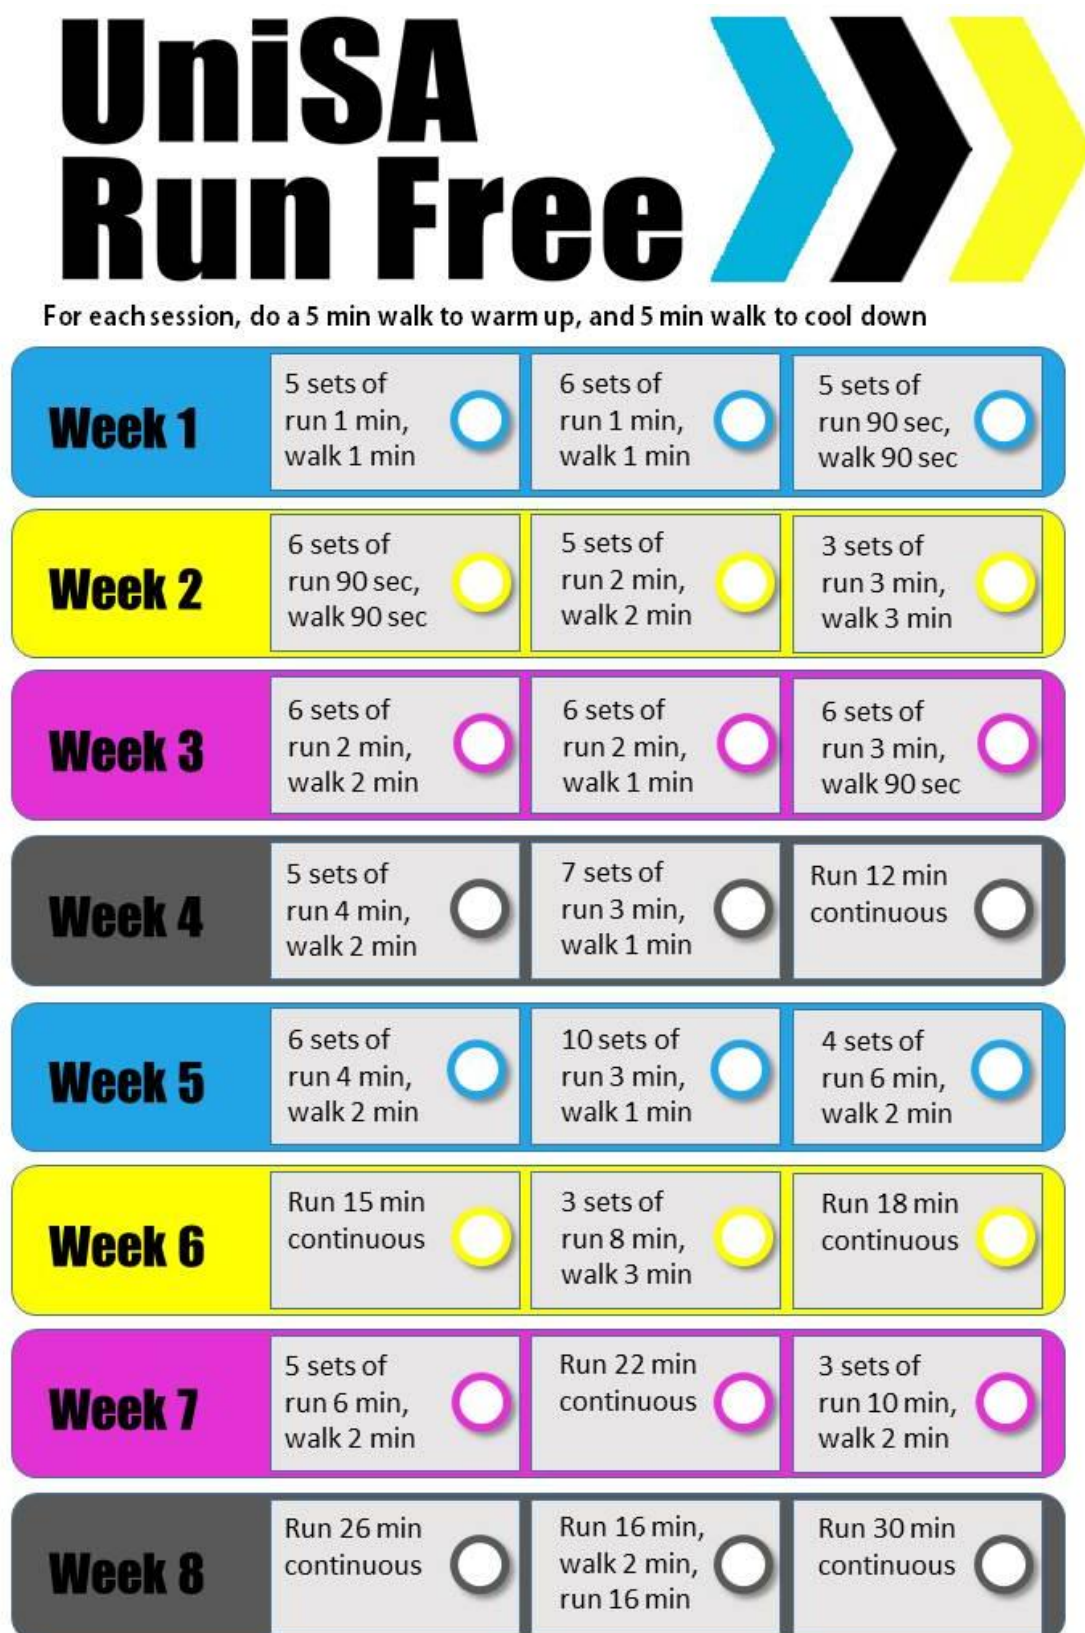 UniSA
Run Free
For each session, do a 5 min walk to warm up, and 5 min walk to cool down
Week 1
5 sets of
run 1 min,
walk 1 min
6 sets of
run 1 min,
walk 1 min
5 sets of
run 90 sec,
walk 90 sec
Week 2
6 sets of
run 90 sec,
walk 90 sec
5 sets of
run 2 min,
walk 2 min
3 sets of
run 3 min,
walk 3 min
Week 3
6 sets of
run 2 min,
walk 2 min
6 sets of
run 2 min,
walk 1 min
6 sets of
run 3 min,
walk 90 sec
Week 4
5 sets of
run 4 min,
walk 2 min
7 sets of
run 3 min,
walk 1 min
Run 12 min
continuous
Week 5
6 sets of
run 4 min,
walk 2 min
10 sets of
run 3 min,
walk 1 min
4 sets of
run 6 min,
walk 2 min
Week 6
Run 15 min
continuous
3 sets of
run 8 min,
walk 3 min
Run 18 min
continuous
Week 7
5 sets of
run 6 min,
walk 2 min
Run 22 min
continuous
3 sets of
run 10 min,
walk 2 min
Week 8
Run 26 min
continuous
Run 16 min,
walk 2 min,
run 16 min
Run 30 min
continuous